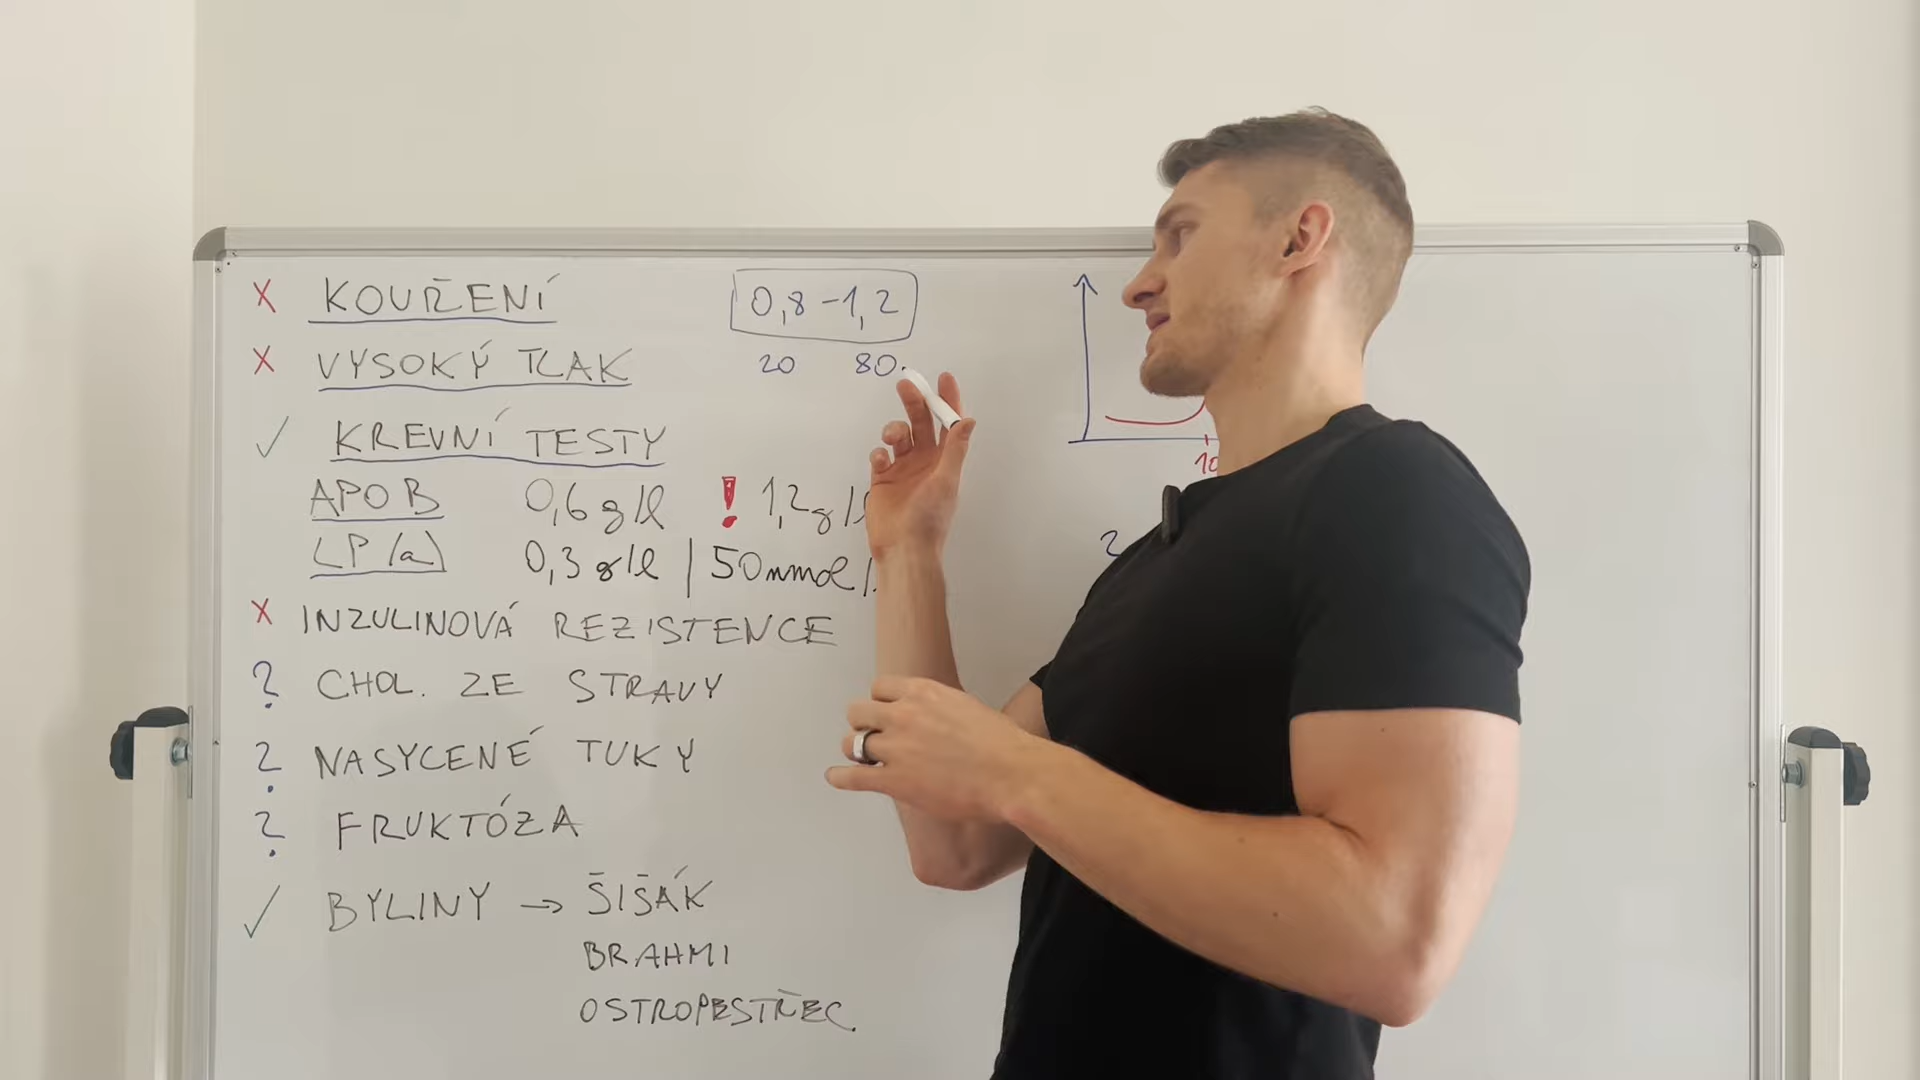 X KOUŘENÍ
0,8 – 1,2
X VYSOKÝ TLAK
20 80
✓ KREVNÍ TESTY
APO B 0,6 g/l ! 1,2 g/l
LP(a) 0,3 g/l | 50 nmol/
X INZULINOVÁ REZISTENCE
? CHOL. ZE STRAVY
? NASYCENÉ TUKY
? FRUKTÓZA
✓ BYLINY → ŠIŠÁK
BRAHMI
OSTROPESTŘEC
10